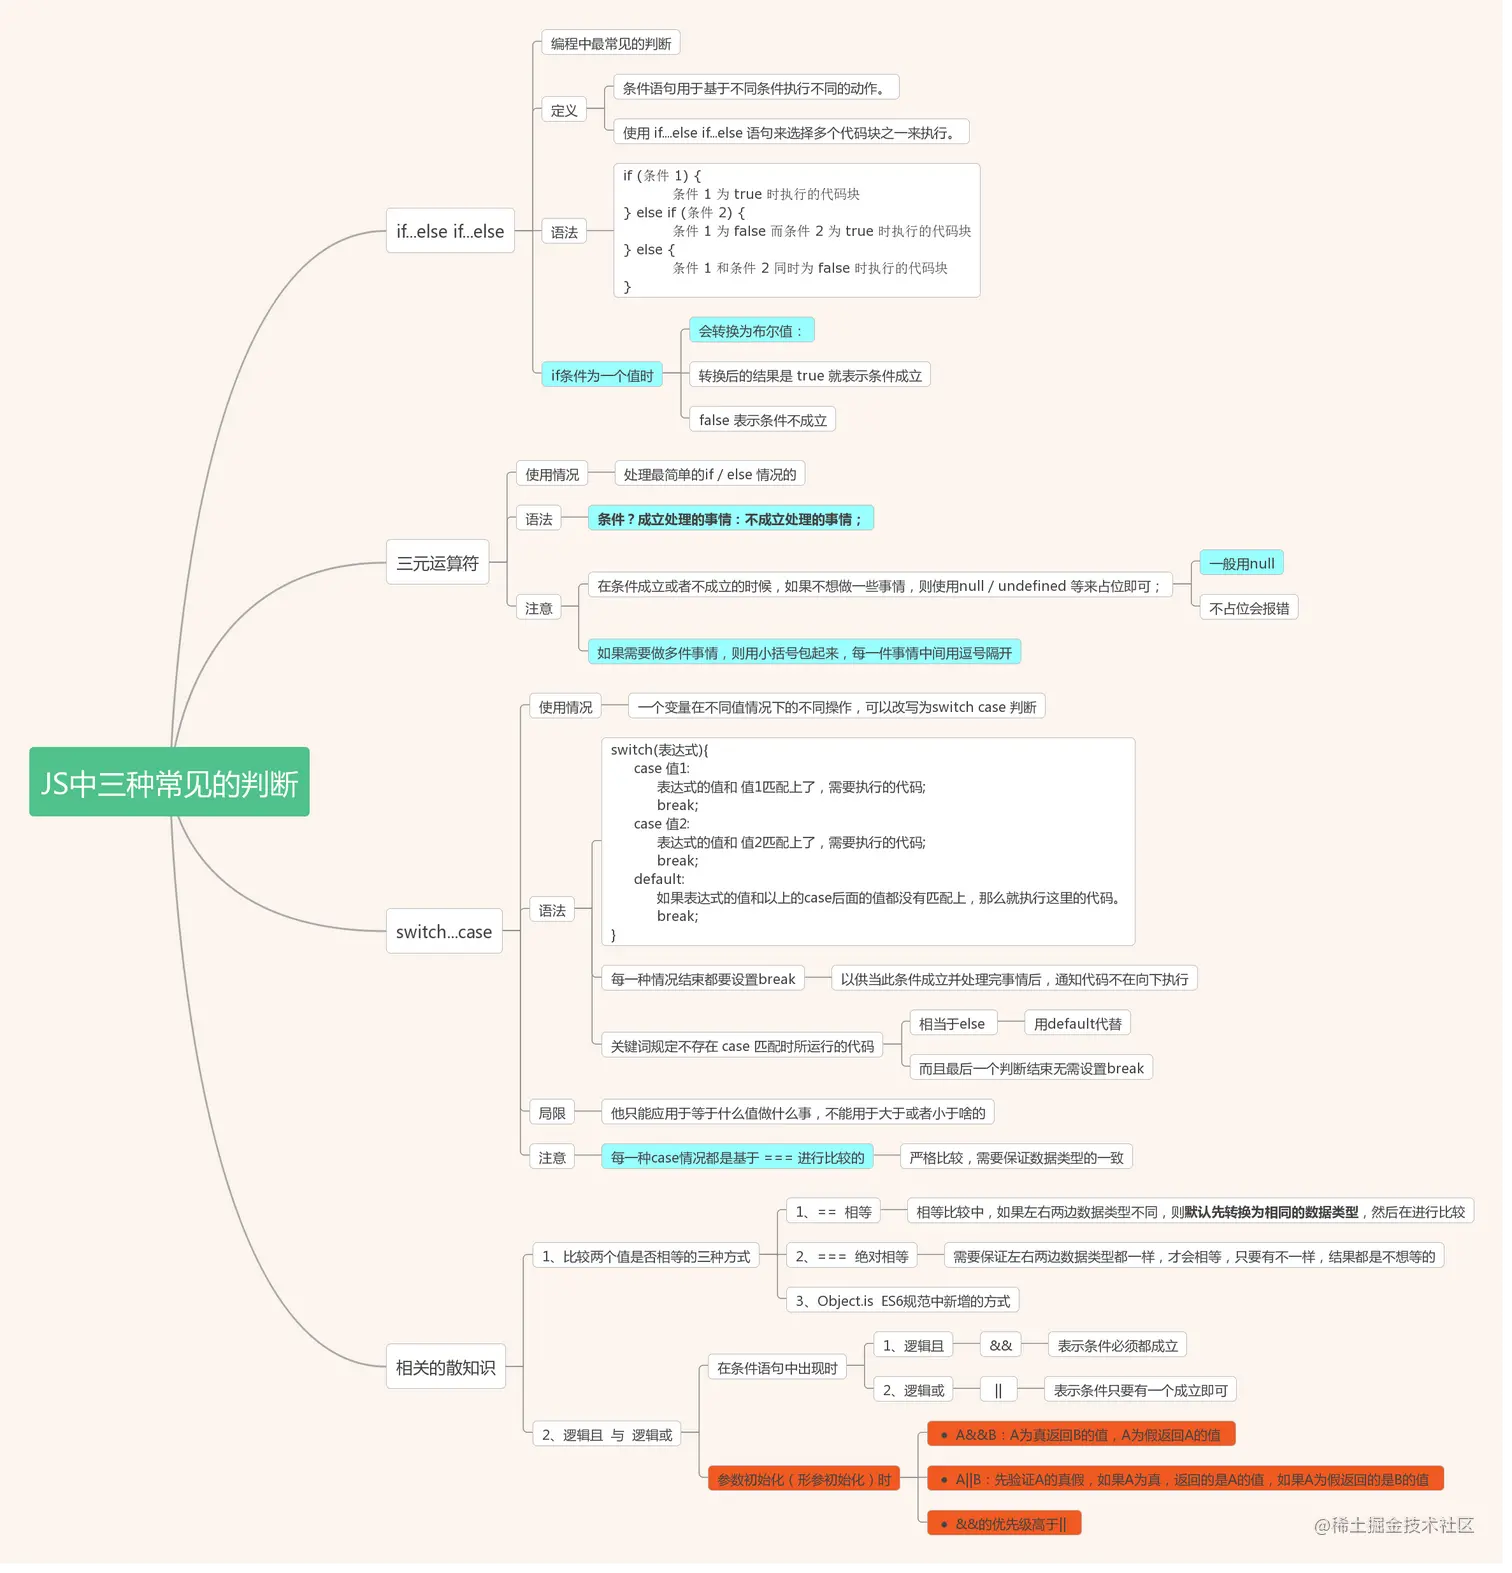 编程中最常见的判断
定义
条件语句用于基于不同条件执行不同的动作。
使用 if....else if...else 语句来选择多个代码块之一来执行。
if...else if...else
语法
if (条件 1) {
条件 1 为 true 时执行的代码块
} else if (条件 2) {
条件 1 为 false 而条件 2 为 true 时执行的代码块
} else {
条件 1 和条件 2 同时为 false 时执行的代码块
}
if条件为一个值时
会转换为布尔值：
转换后的结果是 true 就表示条件成立
false 表示条件不成立
三元运算符
使用情况
处理最简单的if / else 情况的
语法
条件？成立处理的事情：不成立处理的事情；
注意
在条件成立或者不成立的时候，如果不想做一些事情，则使用null / undefined 等来占位即可；
一般用null
不占位会报错
如果需要做多件事情，则用小括号包起来，每一件事情中间用逗号隔开
JS中三种常见的判断
switch...case
使用情况
一个变量在不同值情况下的不同操作，可以改写为switch case 判断
语法
switch(表达式){
case 值1:
表达式的值和 值1匹配上了，需要执行的代码;
break;
case 值2:
表达式的值和 值2匹配上了，需要执行的代码;
break;
default:
如果表达式的值和以上的case后面的值都没有匹配上，那么就执行这里的代码。
break;
}
每一种情况结束都要设置break
以供当此条件成立并处理完事情后，通知代码不在向下执行
关键词规定不存在 case 匹配时所运行的代码
相当于else
用default代替
而且最后一个判断结束无需设置break
局限
他只能应用于等于什么值做什么事，不能用于大于或者小于啥的
注意
每一种case情况都是基于 === 进行比较的
严格比较，需要保证数据类型的一致
相关的散知识
1、比较两个值是否相等的三种方式
1、== 相等
相等比较中，如果左右两边数据类型不同，则默认先转换为相同的数据类型，然后在进行比较
2、=== 绝对相等
需要保证左右两边数据类型都一样，才会相等，只要有不一样，结果都是不想等的
3、Object.is ES6规范中新增的方式
2、逻辑且 与 逻辑或
在条件语句中出现时
1、逻辑且
&&
表示条件必须都成立
2、逻辑或
||
表示条件只要有一个成立即可
参数初始化（形参初始化）时
• A&&B：A为真返回B的值，A为假返回A的值
• A||B：先验证A的真假，如果A为真，返回的是A的值，如果A为假返回的是B的值
• &&的优先级高于||
@稀土掘金技术社区